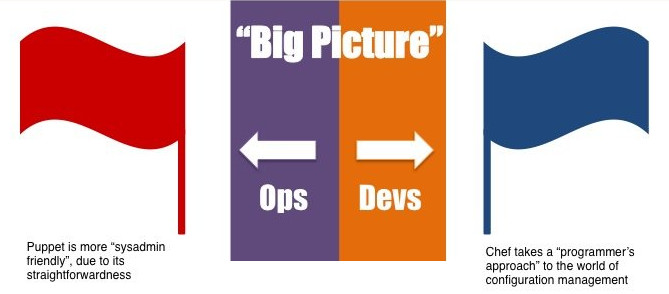 “Big Picture”
Ops
Devs
Puppet is more “sysadmin
friendly”, due to its
straightforwardness
Chef takes a “programmer’s
approach” to the world of
configuration management